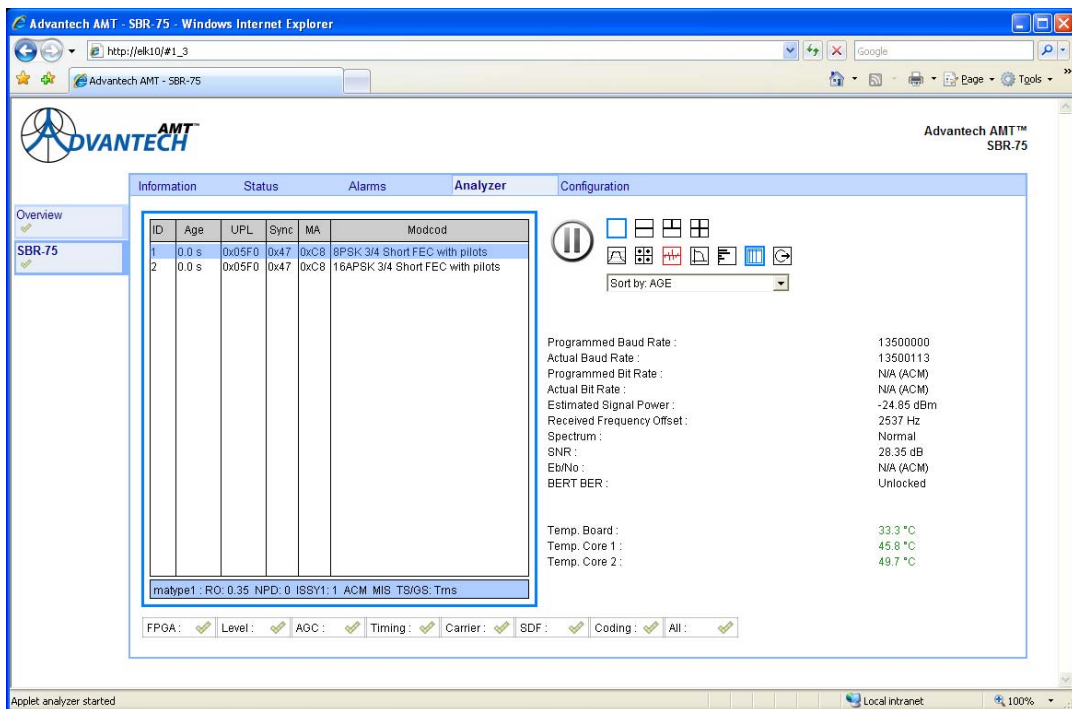 Advantech AMT - SBR-75 - Windows Internet Explorer
http://elk10/#1_3
Google
Advantech AMT - SBR-75
Page
Tools
ADVANTECH AMT™
Advantech AMT™
SBR-75
Information Status Alarms Analyzer Configuration
Overview
SBR-75
ID Age UPL Sync MA Modcod
1 0.0 s 0x05F0 0x47 0xC8 8PSK 3/4 Short FEC with pilots
2 0.0 s 0x05F0 0x47 0xC8 16APSK 3/4 Short FEC with pilots
matype1 : RO: 0.35 NPD: 0 ISSY1: 1 ACM MIS TS/GS: Trns
Sort by: AGE
Programmed Baud Rate : 13500000
Actual Baud Rate : 13500113
Programmed Bit Rate : N/A (ACM)
Actual Bit Rate : N/A (ACM)
Estimated Signal Power : -24.85 dBm
Received Frequency Offset : 2537 Hz
Spectrum : Normal
SNR : 28.35 dB
Eb/No : N/A (ACM)
BERT BER : Unlocked
Temp. Board : 33.3 °C
Temp. Core 1 : 45.8 °C
Temp. Core 2 : 49.7 °C
FPGA : Level : AGC : Timing : Carrier : SDF : Coding : All :
Applet analyzer started
Local intranet
100%